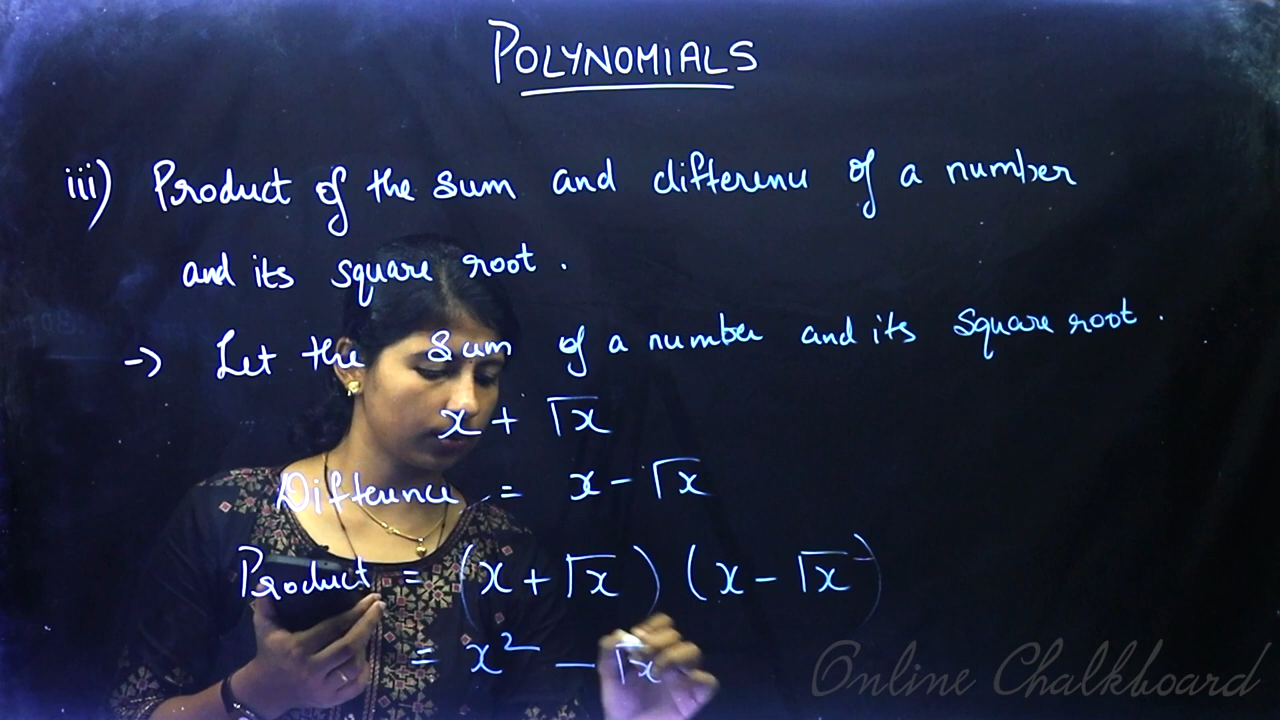 POLYNOMIALS
iii) Product of the sum and difference of a number
and its square root.
→ Let the sum of a number and its square root.
x + √x
Difference = x - √x
Product = (x + √x) (x - √x)
= x² - √x
Online Chalkboard